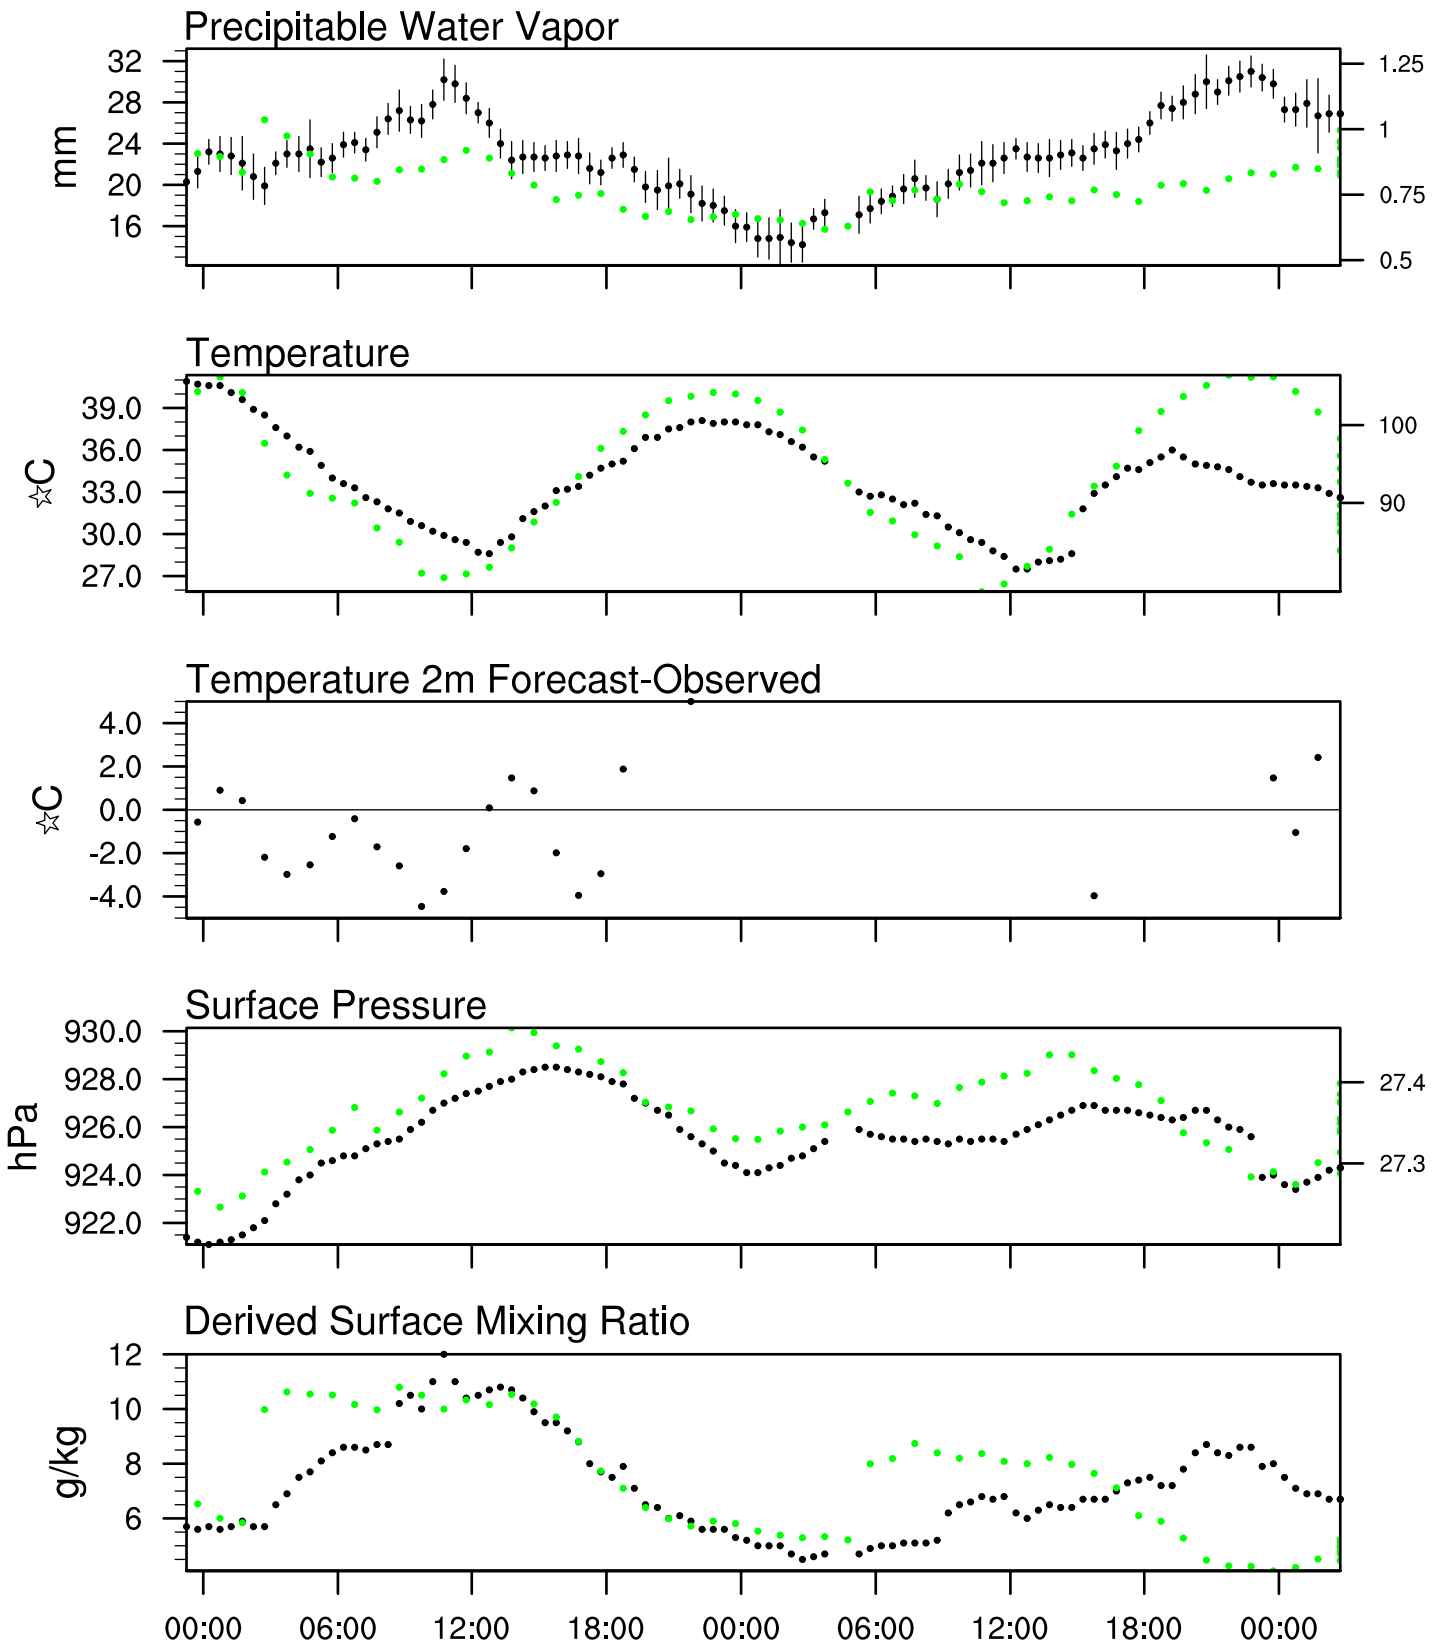 Precipitable Water Vapor
32
28
24
20
16
mm
1.25
1
0.75
0.5
Temperature
39.0
36.0
33.0
30.0
27.0
☆C
100
90
Temperature 2m Forecast-Observed
4.0
2.0
0.0
-2.0
-4.0
☆C
Surface Pressure
930.0
928.0
926.0
924.0
922.0
hPa
27.4
27.3
Derived Surface Mixing Ratio
12
10
8
6
g/kg
00:00 06:00 12:00 18:00 00:00 06:00 12:00 18:00 00:00